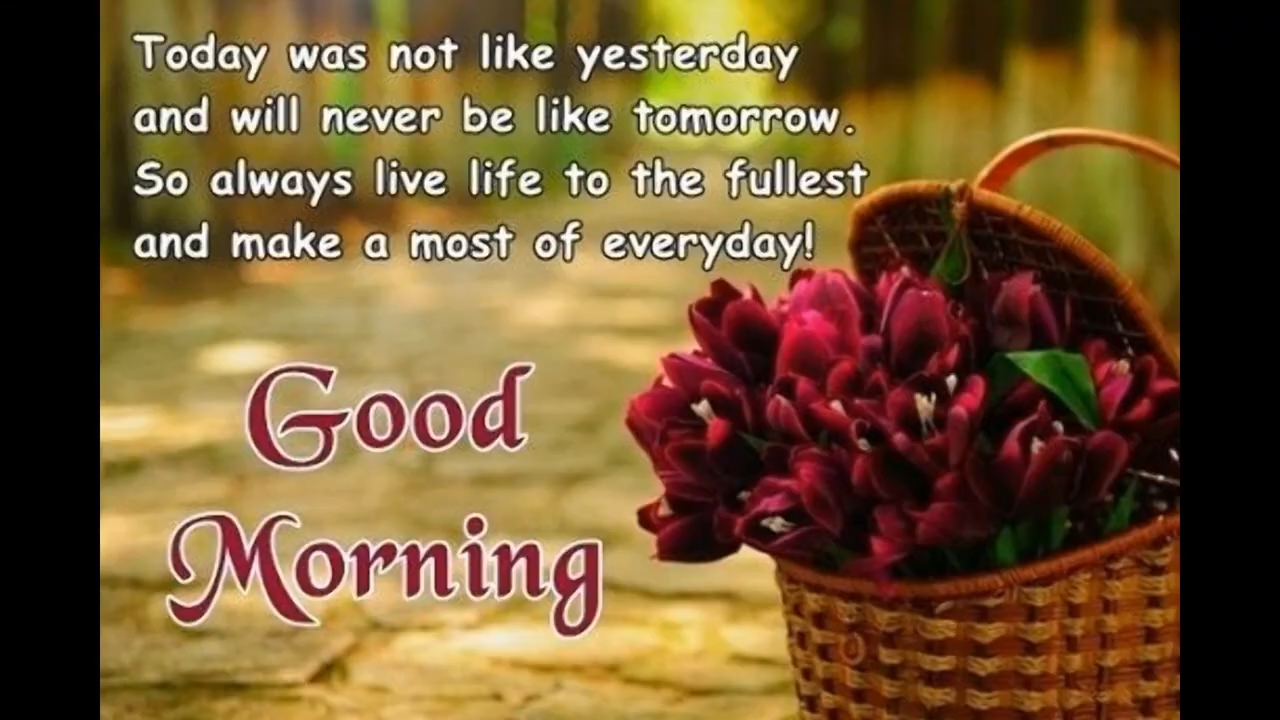 Today was not like yesterday
and will never be like tomorrow.
So always live life to the fullest
and make a most of everyday!
Good
Morning